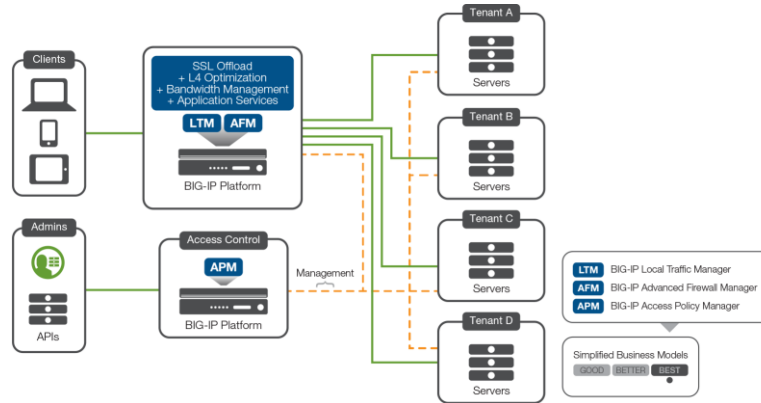 Clients
SSL Offload
+ L4 Optimization
+ Bandwidth Management
+ Application Services
LTM
AFM
BIG-IP Platform
Tenant A
Servers
Tenant B
Servers
Admins
APIs
Access Control
APM
BIG-IP Platform
Management
Tenant C
Servers
Tenant D
Servers
LTM BIG-IP Local Traffic Manager
AFM BIG-IP Advanced Firewall Manager
APM BIG-IP Access Policy Manager
Simplified Business Models
GOOD BETTER BEST